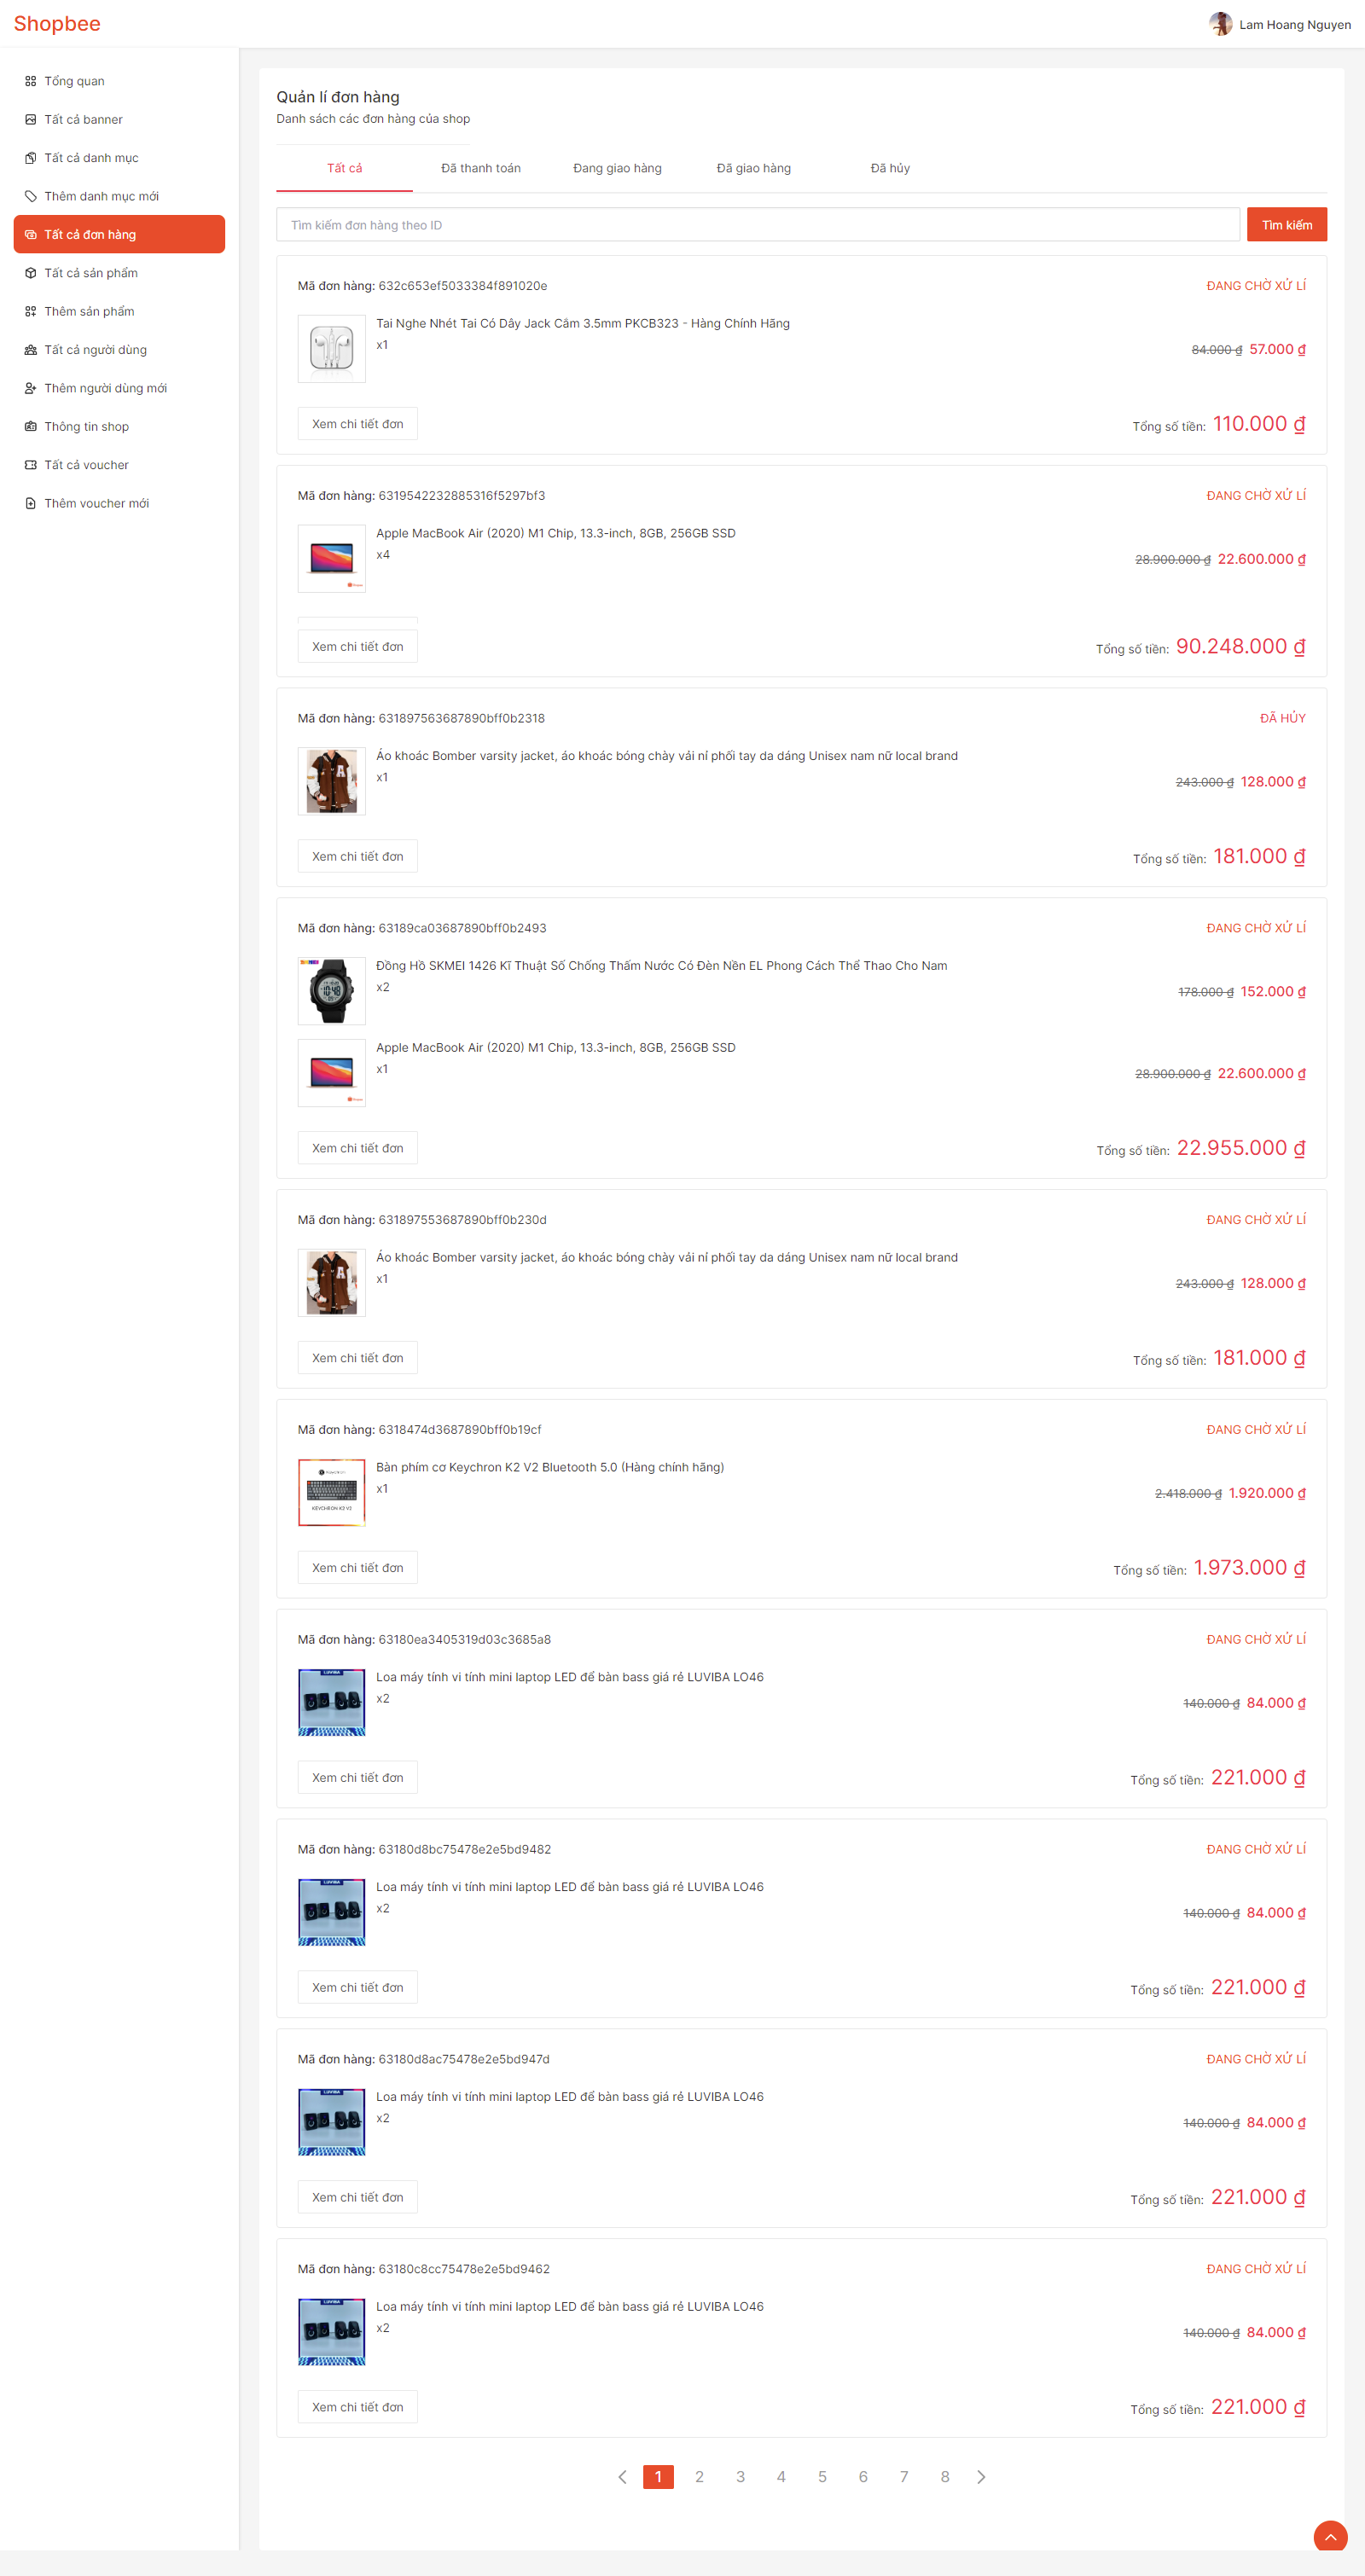 Shopbee
Lam Hoang Nguyen
Tổng quan
Tất cả banner
Tất cả danh mục
Thêm danh mục mới
Tất cả đơn hàng
Tất cả sản phẩm
Thêm sản phẩm
Tất cả người dùng
Thêm người dùng mới
Thông tin shop
Tất cả voucher
Thêm voucher mới
Quản lí đơn hàng
Danh sách các đơn hàng của shop
Tất cả
Đã thanh toán
Đang giao hàng
Đã giao hàng
Đã hủy
Tìm kiếm đơn hàng theo ID
Tìm kiếm
Mã đơn hàng: 632c653ef5033384f891020e
ĐANG CHỜ XỬ LÍ
Tai Nghe Nhét Tai Có Dây Jack Cắm 3.5mm PKCB323 - Hàng Chính Hãng
x1
84.000 ₫ 57.000 ₫
Xem chi tiết đơn
Tổng số tiền: 110.000 ₫
Mã đơn hàng: 6319542232885316f5297bf3
ĐANG CHỜ XỬ LÍ
Apple MacBook Air (2020) M1 Chip, 13.3-inch, 8GB, 256GB SSD
x4
28.900.000 ₫ 22.600.000 ₫
Xem chi tiết đơn
Tổng số tiền: 90.248.000 ₫
Mã đơn hàng: 631897563687890bff0b2318
ĐÃ HỦY
Áo khoác Bomber varsity jacket, áo khoác bóng chày vải nỉ phối tay da dáng Unisex nam nữ local brand
x1
243.000 ₫ 128.000 ₫
Xem chi tiết đơn
Tổng số tiền: 181.000 ₫
Mã đơn hàng: 63189ca03687890bff0b2493
ĐANG CHỜ XỬ LÍ
Đồng Hồ SKMEI 1426 Kĩ Thuật Số Chống Thấm Nước Có Đèn Nền EL Phong Cách Thể Thao Cho Nam
x2
178.000 ₫ 152.000 ₫
Apple MacBook Air (2020) M1 Chip, 13.3-inch, 8GB, 256GB SSD
x1
28.900.000 ₫ 22.600.000 ₫
Xem chi tiết đơn
Tổng số tiền: 22.955.000 ₫
Mã đơn hàng: 631897553687890bff0b230d
ĐANG CHỜ XỬ LÍ
Áo khoác Bomber varsity jacket, áo khoác bóng chày vải nỉ phối tay da dáng Unisex nam nữ local brand
x1
243.000 ₫ 128.000 ₫
Xem chi tiết đơn
Tổng số tiền: 181.000 ₫
Mã đơn hàng: 6318474d3687890bff0b19cf
ĐANG CHỜ XỬ LÍ
Bàn phím cơ Keychron K2 V2 Bluetooth 5.0 (Hàng chính hãng)
x1
KEYCHRON K2 V2
2.418.000 ₫ 1.920.000 ₫
Xem chi tiết đơn
Tổng số tiền: 1.973.000 ₫
Mã đơn hàng: 63180ea3405319d03c3685a8
ĐANG CHỜ XỬ LÍ
LUVIBA
Loa máy tính vi tính mini laptop LED để bàn bass giá rẻ LUVIBA LO46
x2
140.000 ₫ 84.000 ₫
Xem chi tiết đơn
Tổng số tiền: 221.000 ₫
Mã đơn hàng: 63180d8bc75478e2e5bd9482
ĐANG CHỜ XỬ LÍ
LUVIBA
Loa máy tính vi tính mini laptop LED để bàn bass giá rẻ LUVIBA LO46
x2
140.000 ₫ 84.000 ₫
Xem chi tiết đơn
Tổng số tiền: 221.000 ₫
Mã đơn hàng: 63180d8ac75478e2e5bd947d
ĐANG CHỜ XỬ LÍ
LUVIBA
Loa máy tính vi tính mini laptop LED để bàn bass giá rẻ LUVIBA LO46
x2
140.000 ₫ 84.000 ₫
Xem chi tiết đơn
Tổng số tiền: 221.000 ₫
Mã đơn hàng: 63180c8cc75478e2e5bd9462
ĐANG CHỜ XỬ LÍ
LUVIBA
Loa máy tính vi tính mini laptop LED để bàn bass giá rẻ LUVIBA LO46
x2
140.000 ₫ 84.000 ₫
Xem chi tiết đơn
Tổng số tiền: 221.000 ₫
1 2 3 4 5 6 7 8